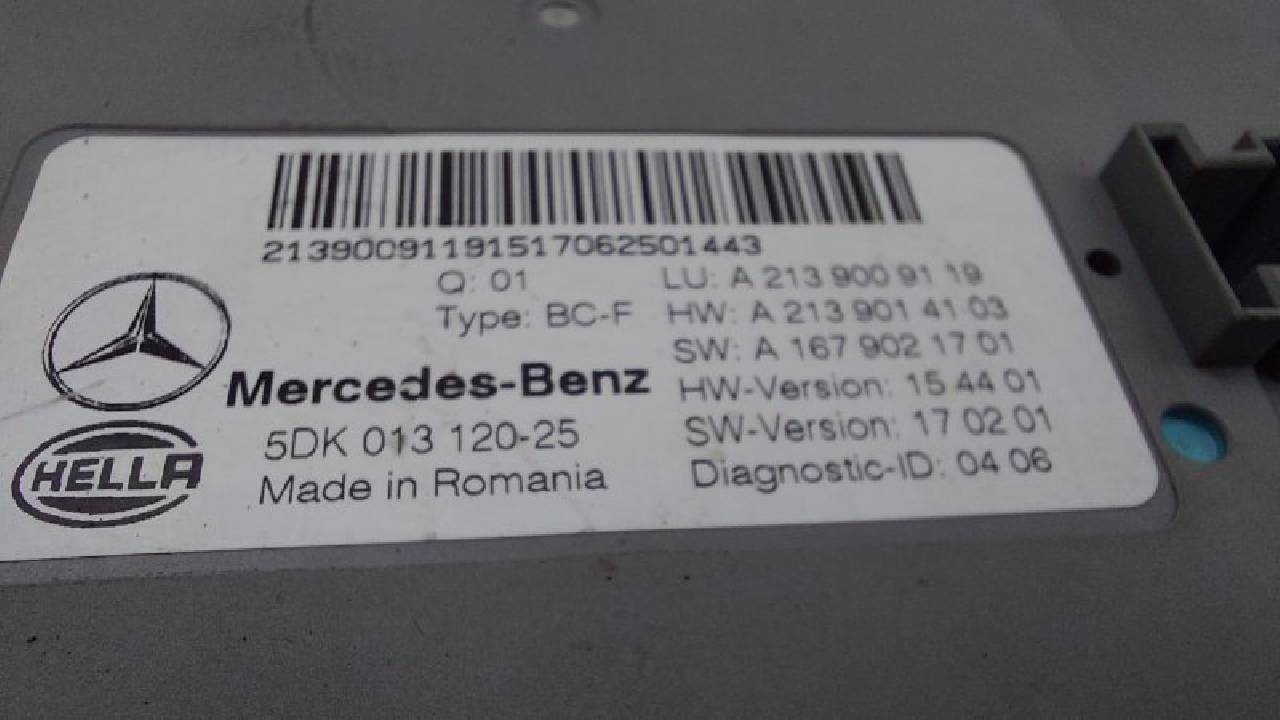 21390091191517062501443
Q: 01
LU: A 213 900 91 19
Type: BC-F
HW: A 213 901 41 03
SW: A 167 902 17 01
Mercedes-Benz
HW-Version: 15 44 01
5DK 013 120-25
SW-Version: 17 02 01
HELLA
Made in Romania
Diagnostic-ID: 04 06